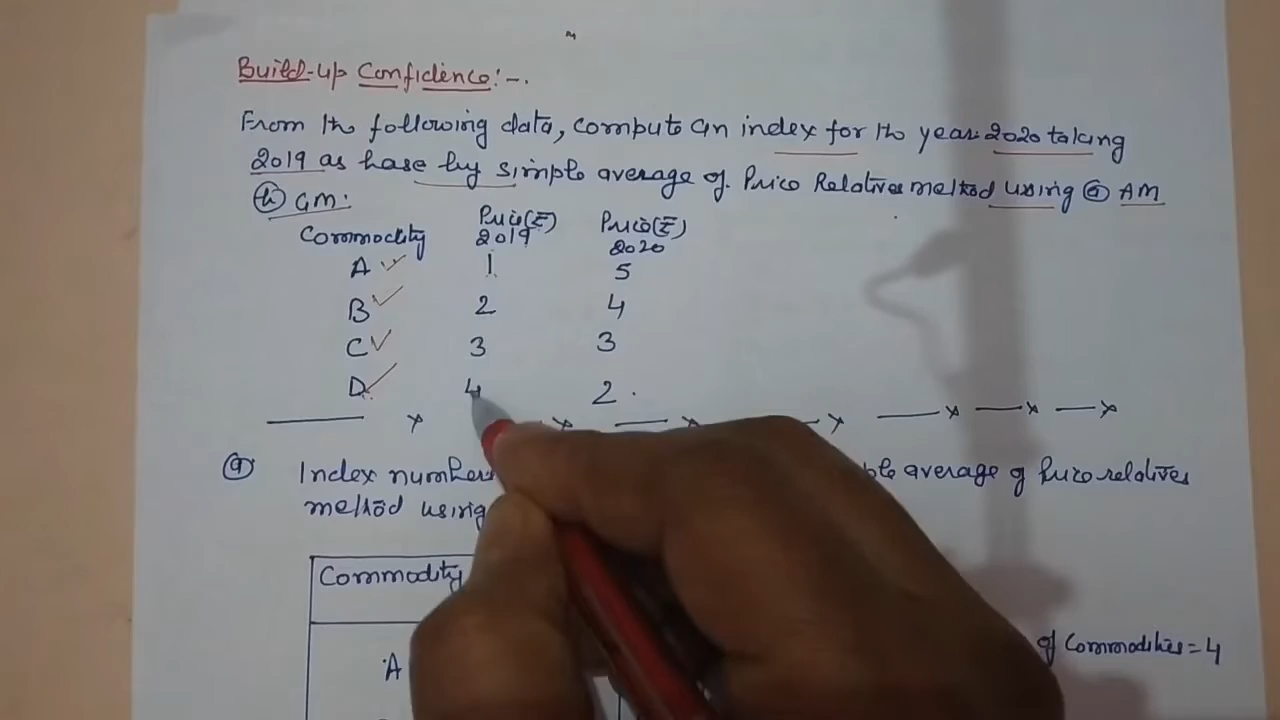 Build-up Confidence:-.
From the following data, compute an index for the year 2020 taking
2019 as base by simple average of Price Relatives method using (a) AM
(b) GM.
Commodity Price(₹) 2019 Price(₹) 2020
A 1 5
B 2 4
C 3 3
D 4 2
(a) Index numbers average of Price relatives
method using
Commodity
of Commodities = 4
A